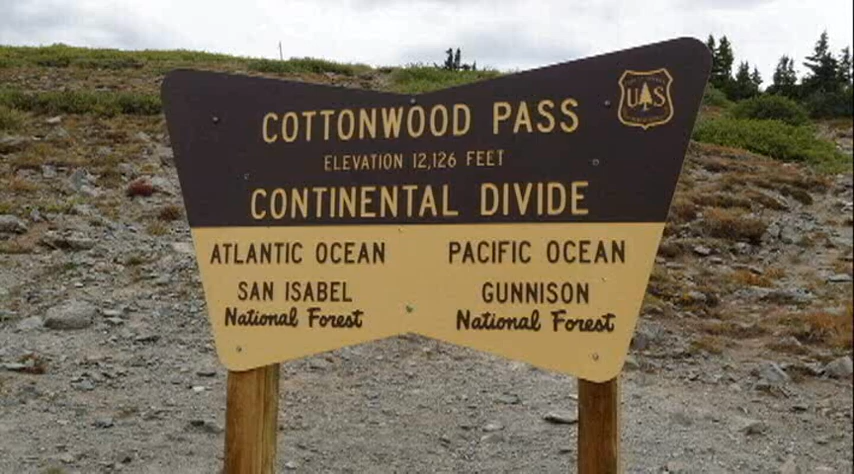 COTTONWOOD PASS
US
ELEVATION 12,126 FEET
CONTINENTAL DIVIDE
ATLANTIC OCEAN
SAN ISABEL
National Forest
PACIFIC OCEAN
GUNNISON
National Forest